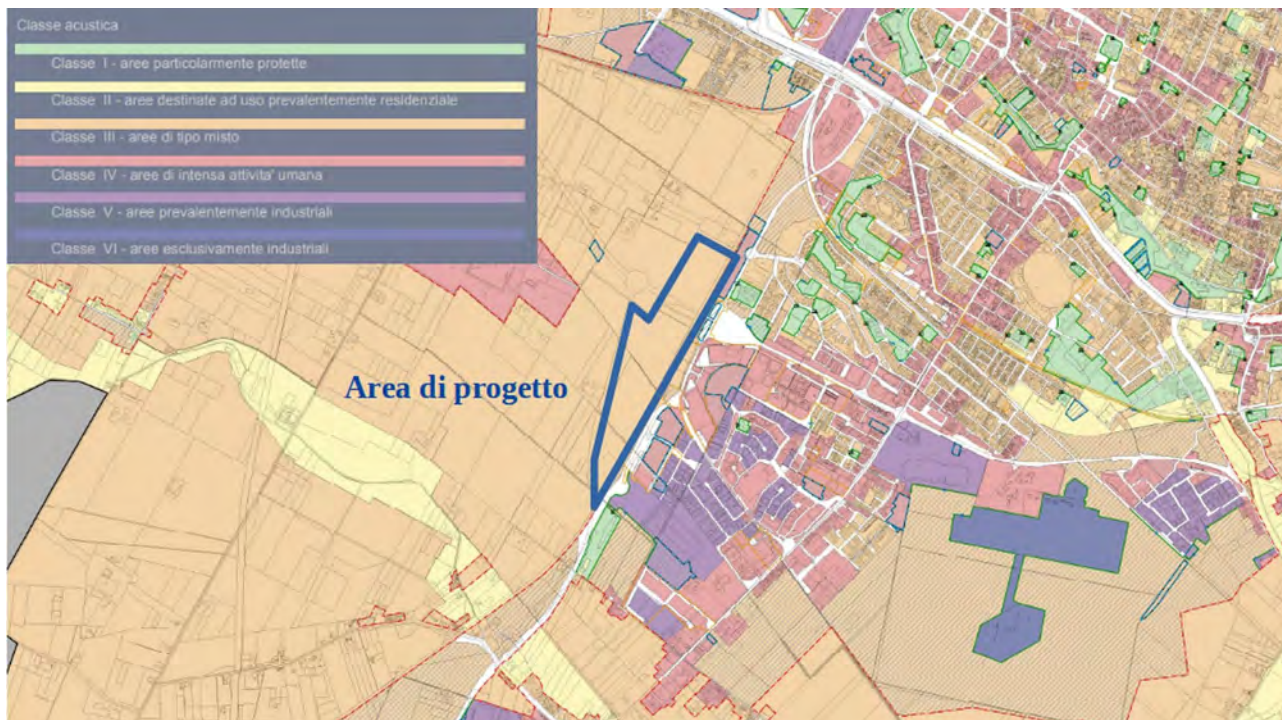 Classe acustica
Classe I - aree particolarmente protette
Classe II - aree destinate ad uso prevalentemente residenziale
Classe III - aree di tipo misto
Classe IV - aree di intensa attivita' umana
Classe V - aree prevalentemente industriali
Classe VI - aree esclusivamente industriali
Area di progetto